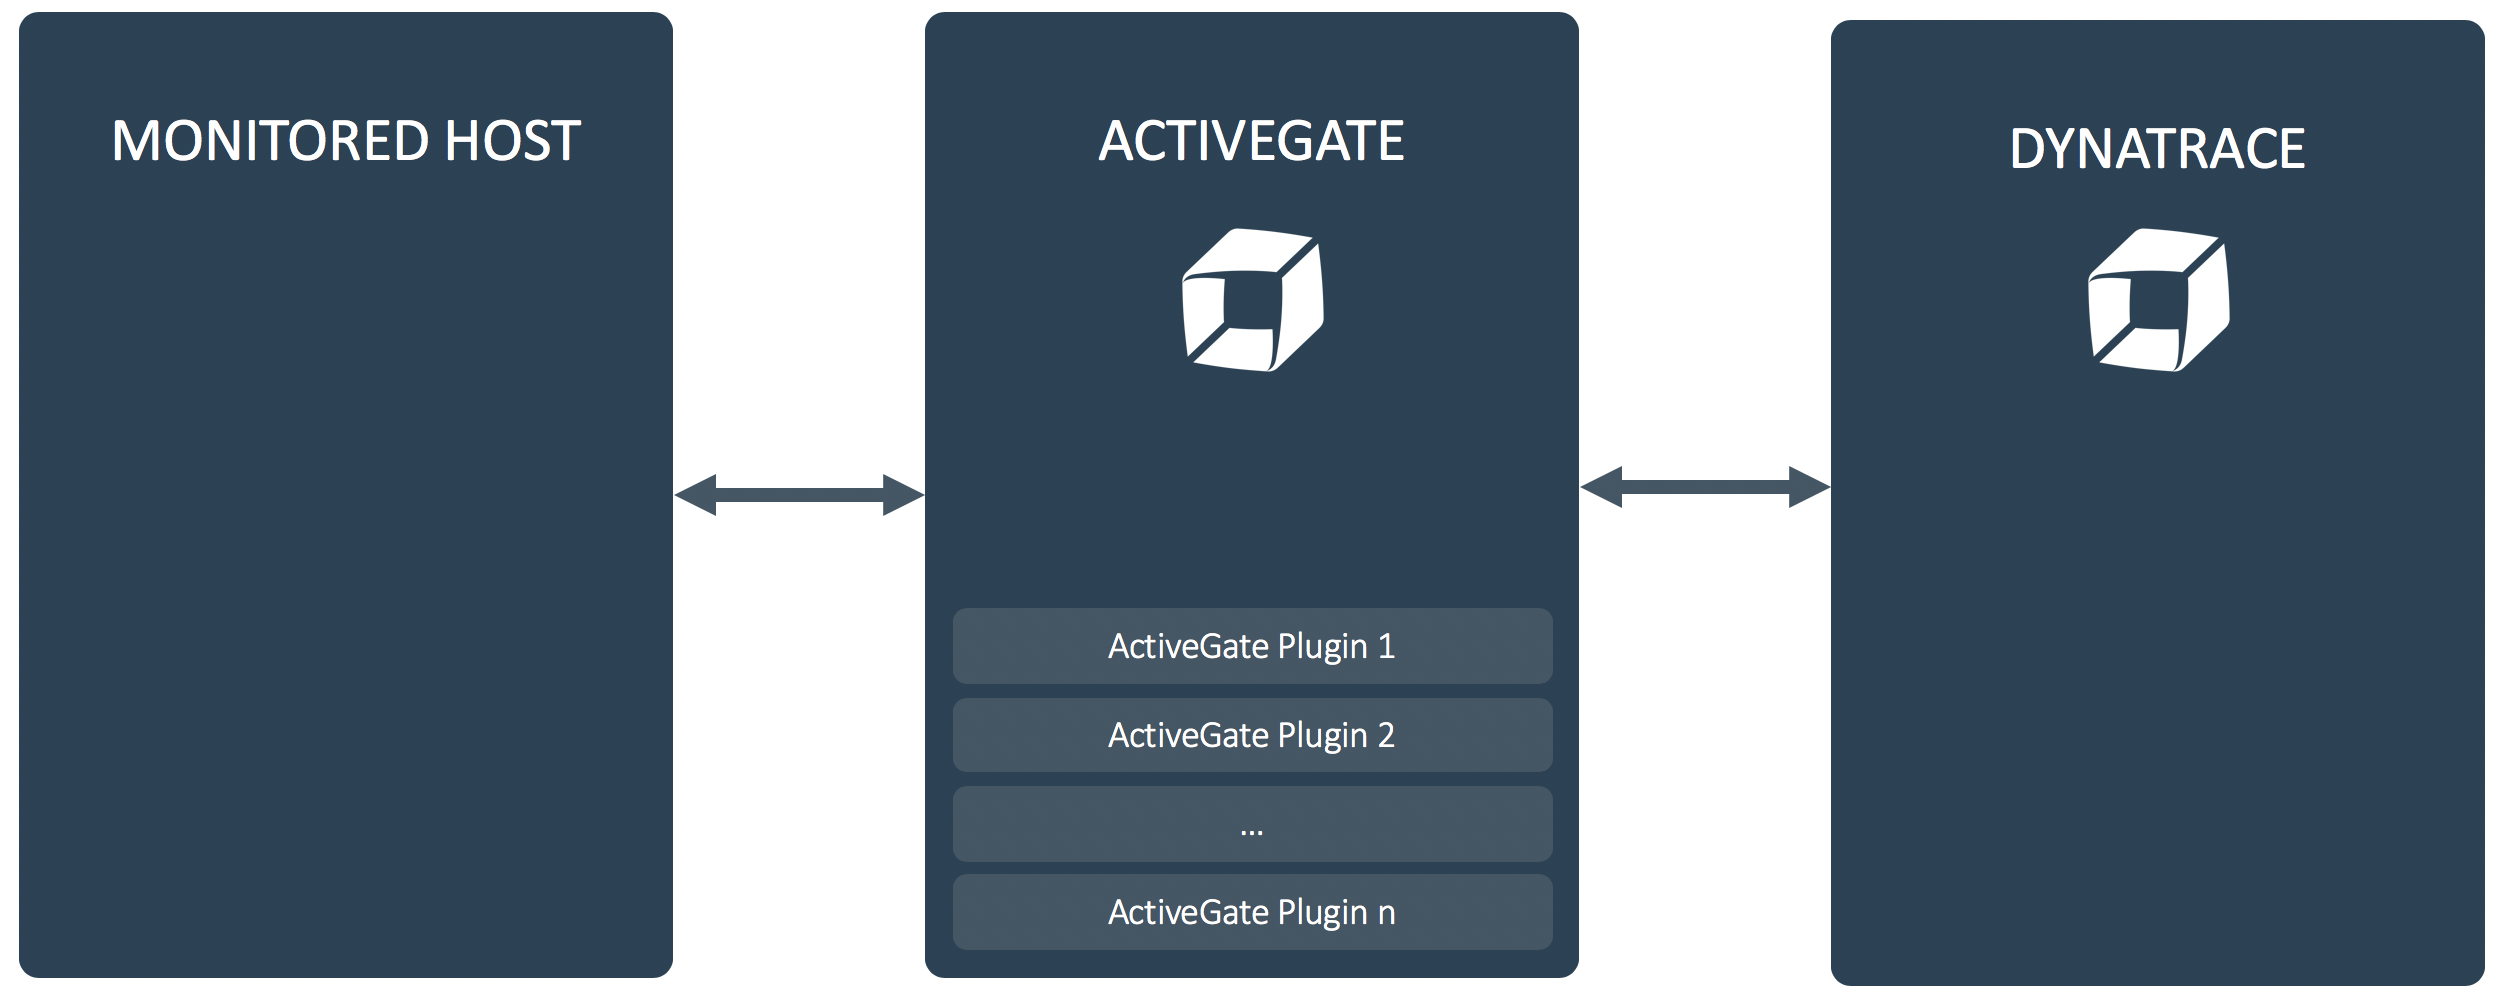 MONITORED HOST
ACTIVEGATE
DYNATRACE
ActiveGate Plugin 1
ActiveGate Plugin 2
...
ActiveGate Plugin n